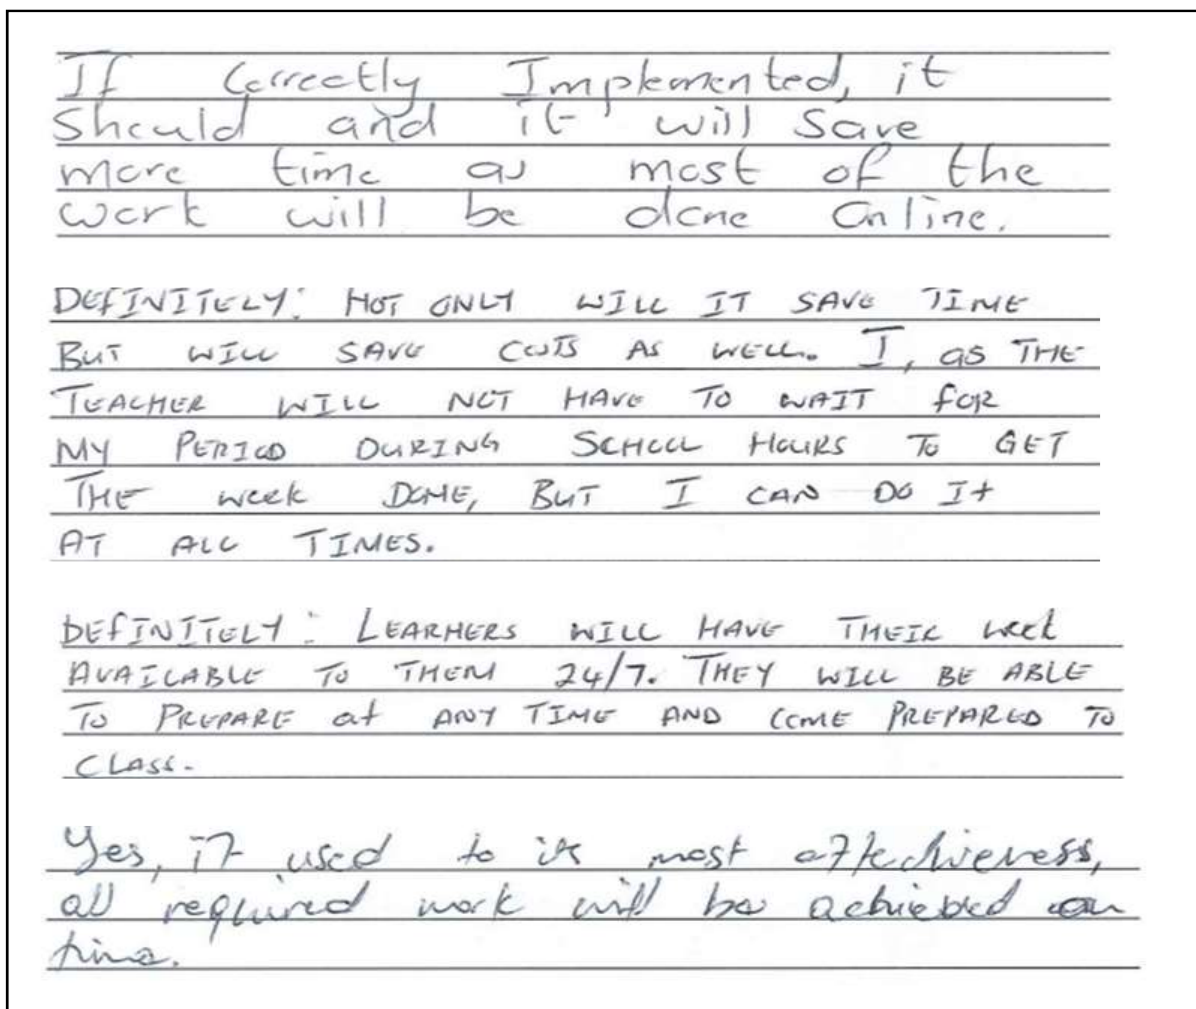 If Correctly Implemented, it
Should and it will save
more time as most of the
work will be done online.
DEFINITELY: NOT ONLY WILL IT SAVE TIME
BUT WILL SAVE COSTS AS WELL. I, as THE
TEACHER WILL NOT HAVE TO WAIT FOR
MY PERIOD DURING SCHOOL HOURS TO GET
THE WORK DONE, BUT I CAN DO It
AT ALL TIMES.
DEFINITELY: LEARNERS WILL HAVE THEIR WORK
AVAILABLE TO THEM 24/7. THEY WILL BE ABLE
TO PREPARE at ANY TIME AND COME PREPARED TO
CLASS.
Yes, if used to its most effectiveness,
all required work will be achieved on
time.